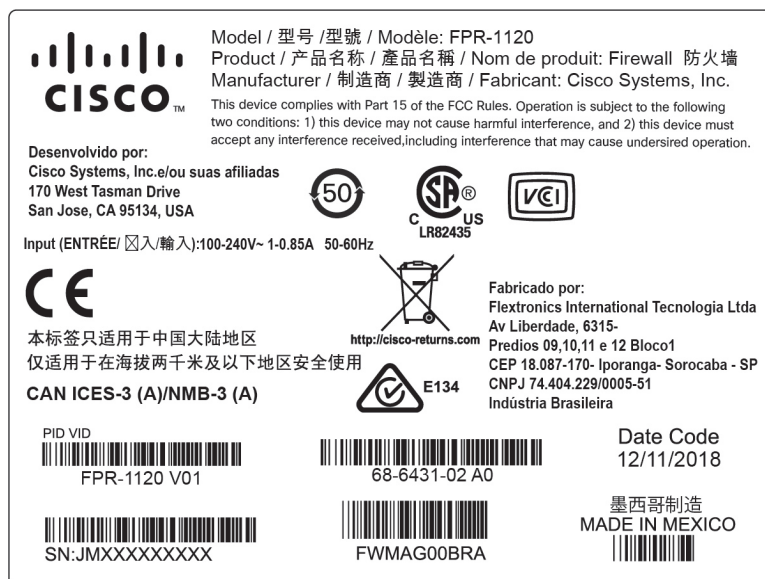 CISCO™
Model / 型号 /型號 / Modèle: FPR-1120
Product / 产品名称 / 產品名稱 / Nom de produit: Firewall 防火墙
Manufacturer / 制造商 / 製造商 / Fabricant: Cisco Systems, Inc.
This device complies with Part 15 of the FCC Rules. Operation is subject to the following
two conditions: 1) this device may not cause harmful interference, and 2) this device must
accept any interference received,including interference that may cause undersired operation.
Desenvolvido por:
Cisco Systems, Inc.e/ou suas afiliadas
170 West Tasman Drive
San Jose, CA 95134, USA
50
C SA ® US
LR82435
VCI
Input (ENTRÉE/ ☒入/輸入):100-240V~ 1-0.85A 50-60Hz
CE
本标签只适用于中国大陆地区
仅适用于在海拔两千米及以下地区安全使用
CAN ICES-3 (A)/NMB-3 (A)
http://cisco-returns.com
E134
Fabricado por:
Flextronics International Tecnologia Ltda
Av Liberdade, 6315-
Predios 09,10,11 e 12 Bloco1
CEP 18.087-170- Iporanga- Sorocaba - SP
CNPJ 74.404.229/0005-51
Indústria Brasileira
PID VID
FPR-1120 V01
68-6431-02 A0
Date Code
12/11/2018
SN:JMXXXXXXXXX
FWMAG00BRA
墨西哥制造
MADE IN MEXICO